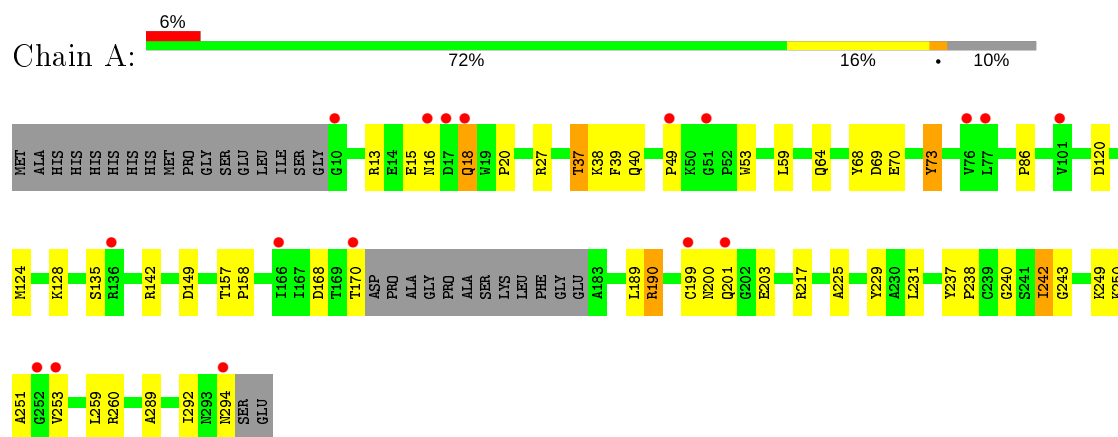 6%
Chain A:
72% 16% • 10%
MET ALA HIS HIS HIS HIS HIS HIS MET PRO GLY SER GLU LEU ILE SER GLY G10 R13 E14 E15 N16 D17 Q18 W19 P20 R27 T37 K38 F39 Q40 P49 K50 G51 P52 W53 L59 Q64 Y68 D69 E70 Y73 V76 L77 P86 V101 D120
M124 K128 S135 R136 R142 D149 T157 P158 I166 I167 D168 T169 T170 ASP PRO ALA GLY PRO ALA SER LYS LEU PHE GLY GLU A183 L189 R190 C199 N200 Q201 G202 E203 R217 A225 Y229 A230 L231 Y237 P238 C239 G240 S241 I242 G243 K249 K250
A251 G252 V253 L259 R260 A289 I292 N293 N294 SER GLU